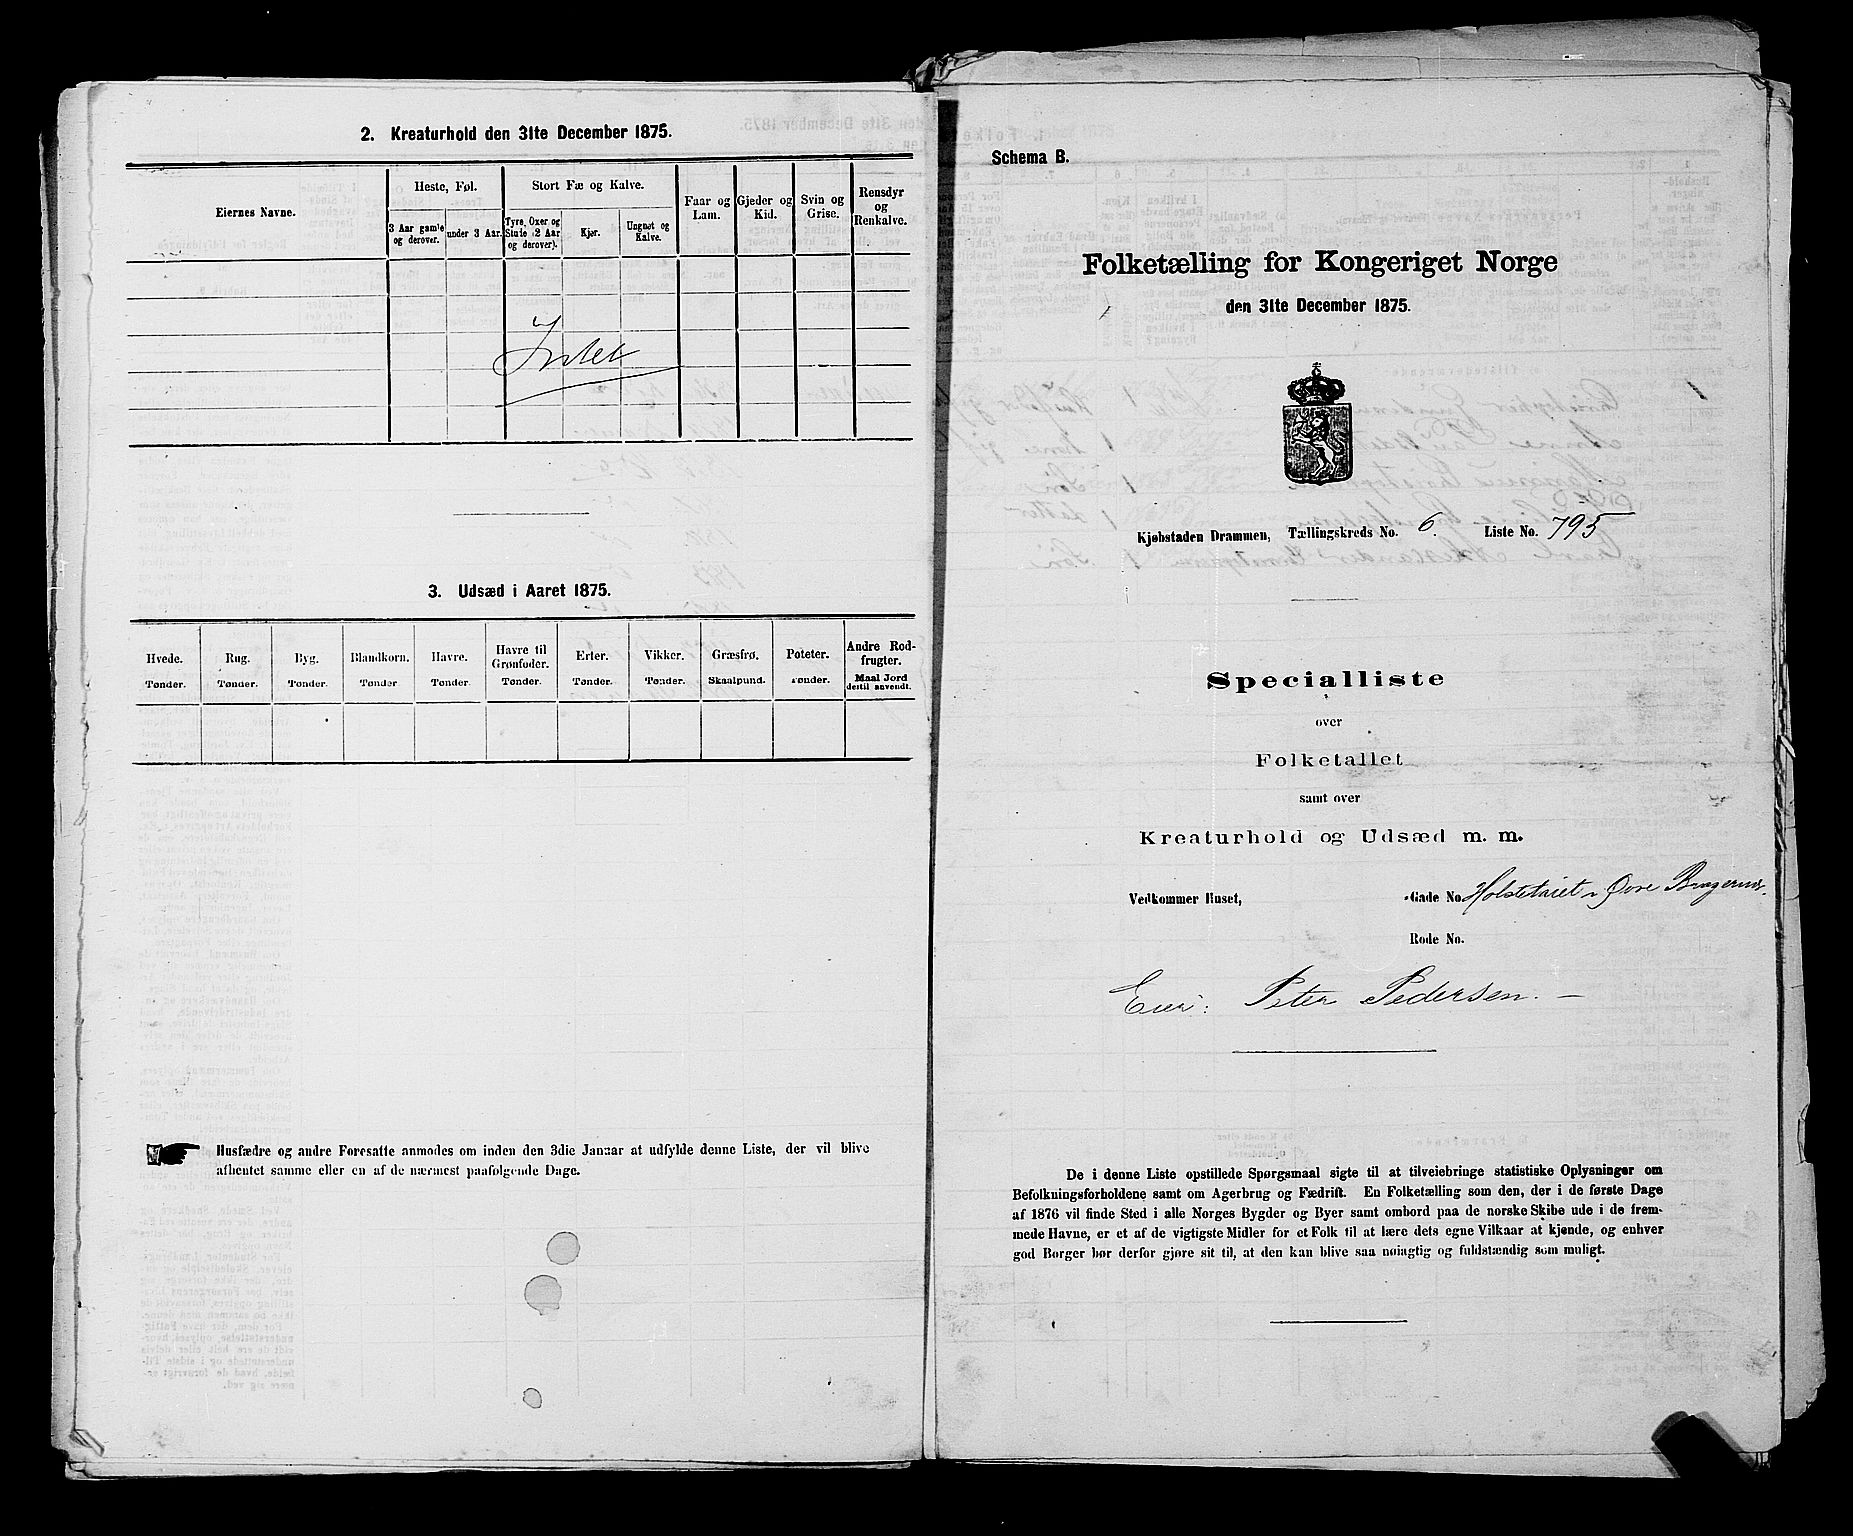 2. Kreaturhold den 31te December 1875.
Eiernes Navne.
Heste, Føl.
3 Aar gamle og derover.
under 3 Aar.
Stort Fæ og Kalve.
Tyre, Oxer og Stude (2 Aar og derover).
Kjør.
Ungnøt og Kalve.
Faar og Lam.
Gjeder og Kid.
Svin og Grise.
Rensdyr og Renkalve.
Intet
3. Udsæd i Aaret 1875.
Hvede. Tønder.
Rug. Tønder.
Byg. Tønder.
Blandkorn. Tønder
Havre. Tønder.
Havre til Grønfoder. Tønder.
Erter. Tønder.
Vikker. Tønder.
Græsfrø. Skaalpund.
Poteter. Tønder.
Andre Rodfrugter. Maal Jord dertil anvendt.
Husfædre og andre Foresatte anmodes om inden den 3die Januar at udfylde denne Liste, der vil blive
afhentet samme eller en af de nærmest paafølgende Dage.
Schema B.
Folketælling for Kongeriget Norge
den 31te December 1875.
Kjøbstaden Drammen, Tællingskreds No. 6. Liste No. 795
Specialliste
over
Folketallet
samt over
Kreaturhold og Udsæd m. m.
Vedkommer Huset, Gade No. Øvre Bragernes.
Rode No.
Eier: Peter Pedersen. —
De i denne Liste opstillede Spørgsmaal sigte til at tilveiebringe statistiske Oplysninger om
Befolkningsforholdene samt om Agerbrug og Fædrift. En Folketælling som den, der i de første Dage
af 1876 vil finde Sted i alle Norges Bygder og Byer samt ombord paa de norske Skibe ude i de frem-
mede Havne, er et af de vigtigste Midler for et Folk til at lære dets egne Vilkaar at kjende, og enhver
god Borger bør derfor gjøre sit til, at den kan blive saa nøiagtig og fuldstændig som muligt.